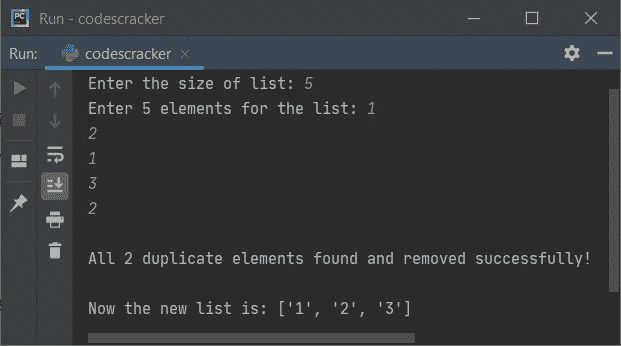 Run - codescracker
Run: codescracker
Enter the size of list: 5
Enter 5 elements for the list: 1
2
1
3
2
All 2 duplicate elements found and removed successfully!
Now the new list is: ['1', '2', '3']